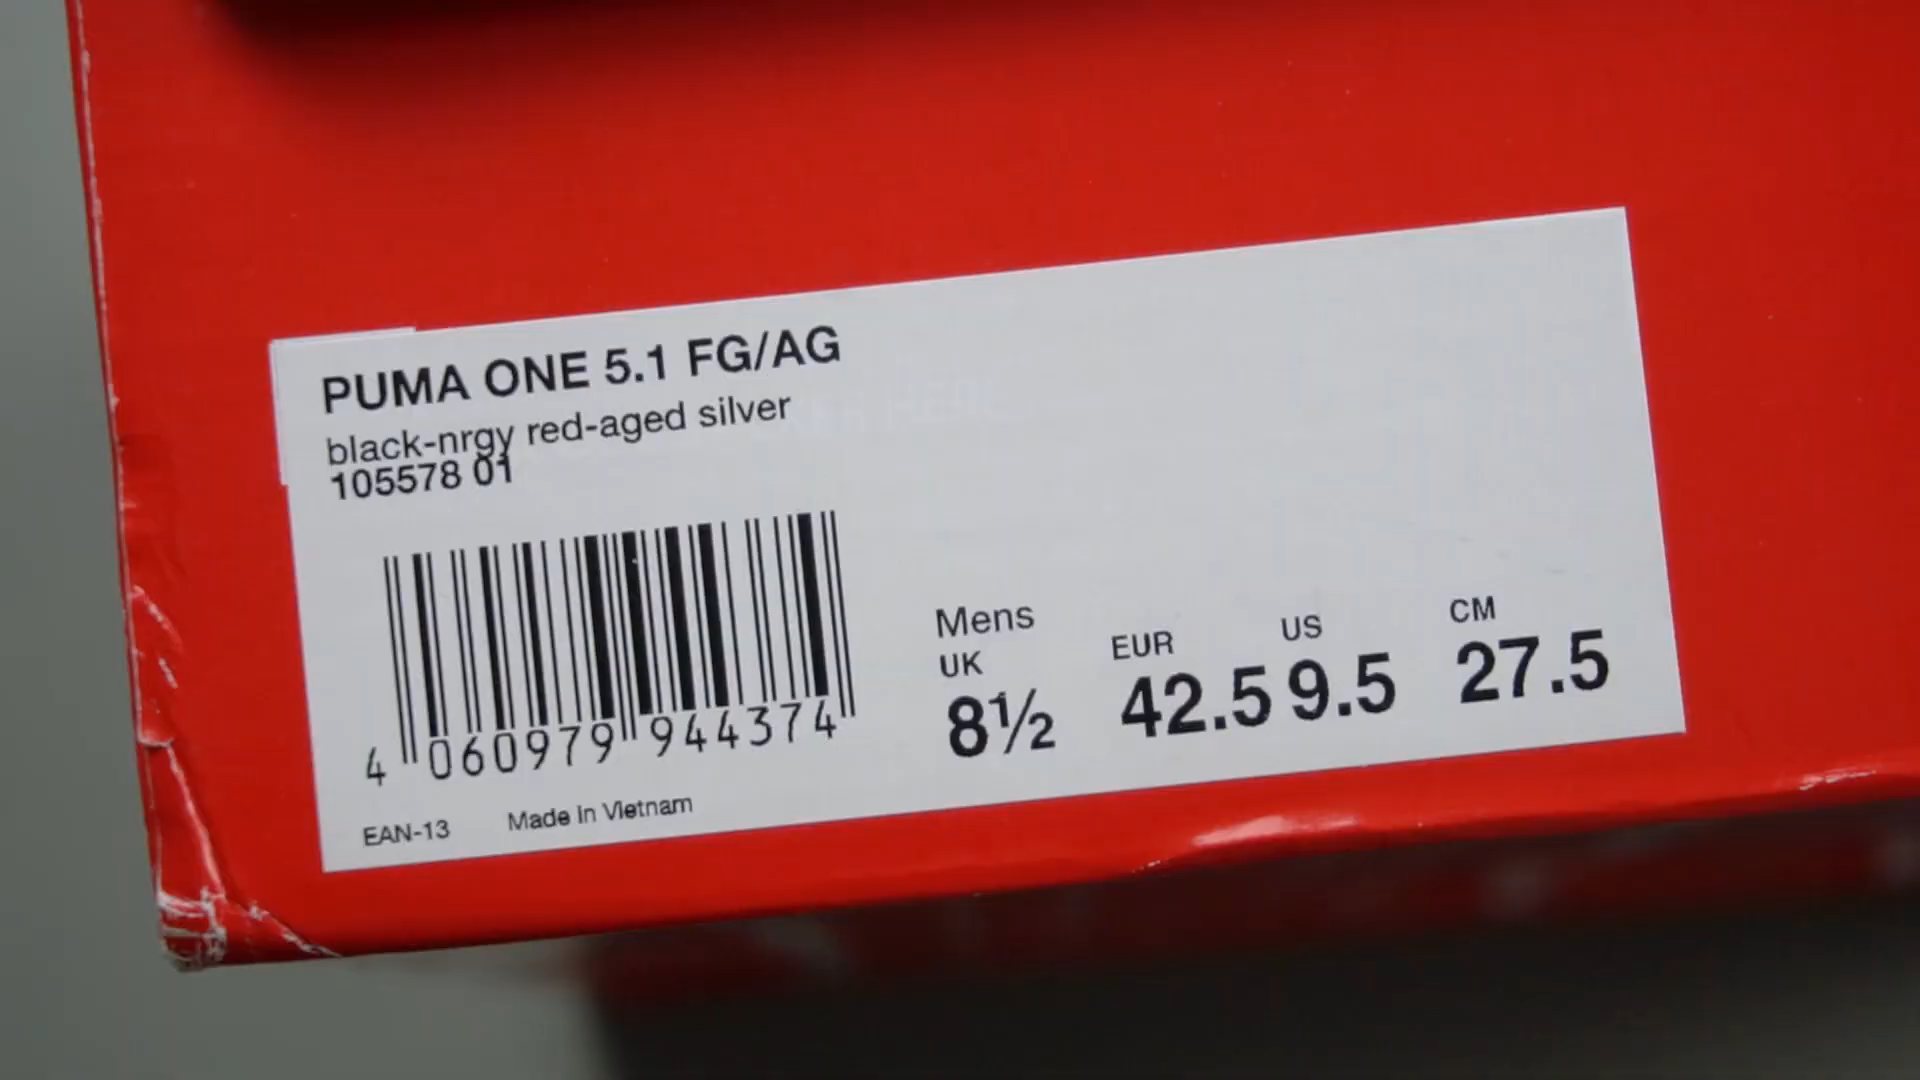 PUMA ONE 5.1 FG/AG
black-nrgy red-aged silver
105578 01
4 060979 944374
EAN-13 Made In Vietnam
Mens
UK EUR US CM
8½ 42.5 9.5 27.5